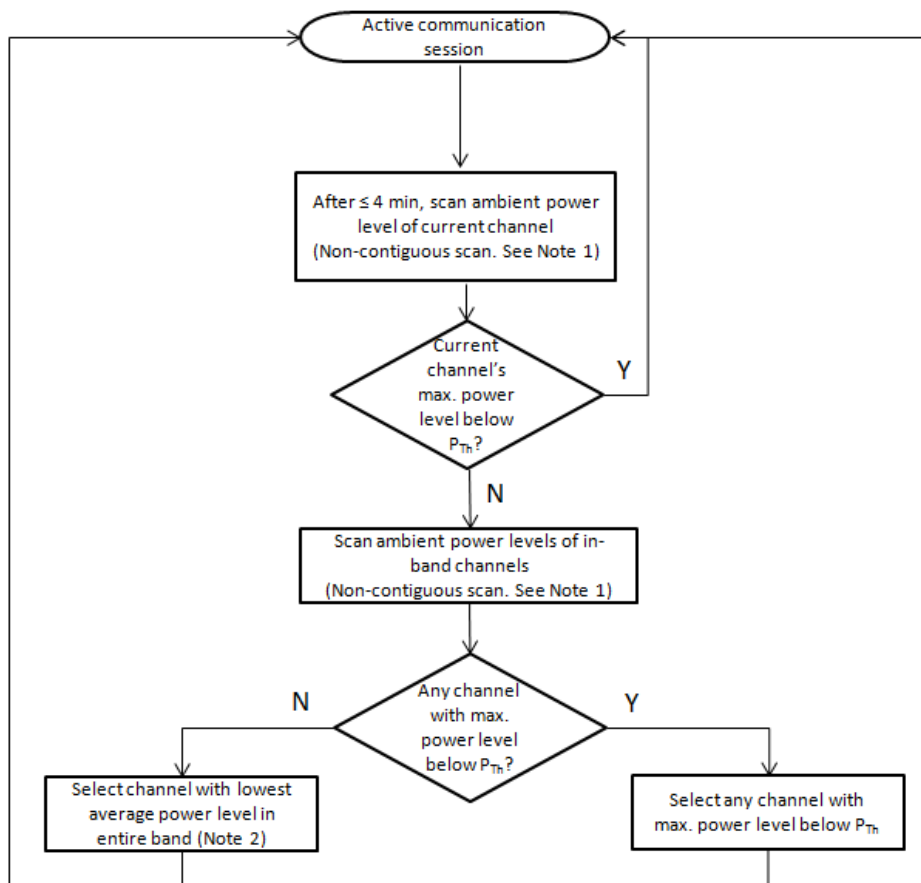 Active communication
session
After ≤ 4 min, scan ambient power
level of current channel
(Non-contiguous scan. See Note 1)
Current
channel's
max. power
level below
P_Th?
Y
N
Scan ambient power levels of in-
band channels
(Non-contiguous scan. See Note 1)
Any channel
with max.
power level
below P_Th?
N
Y
Select channel with lowest
average power level in
entire band (Note 2)
Select any channel with
max. power level below P_Th